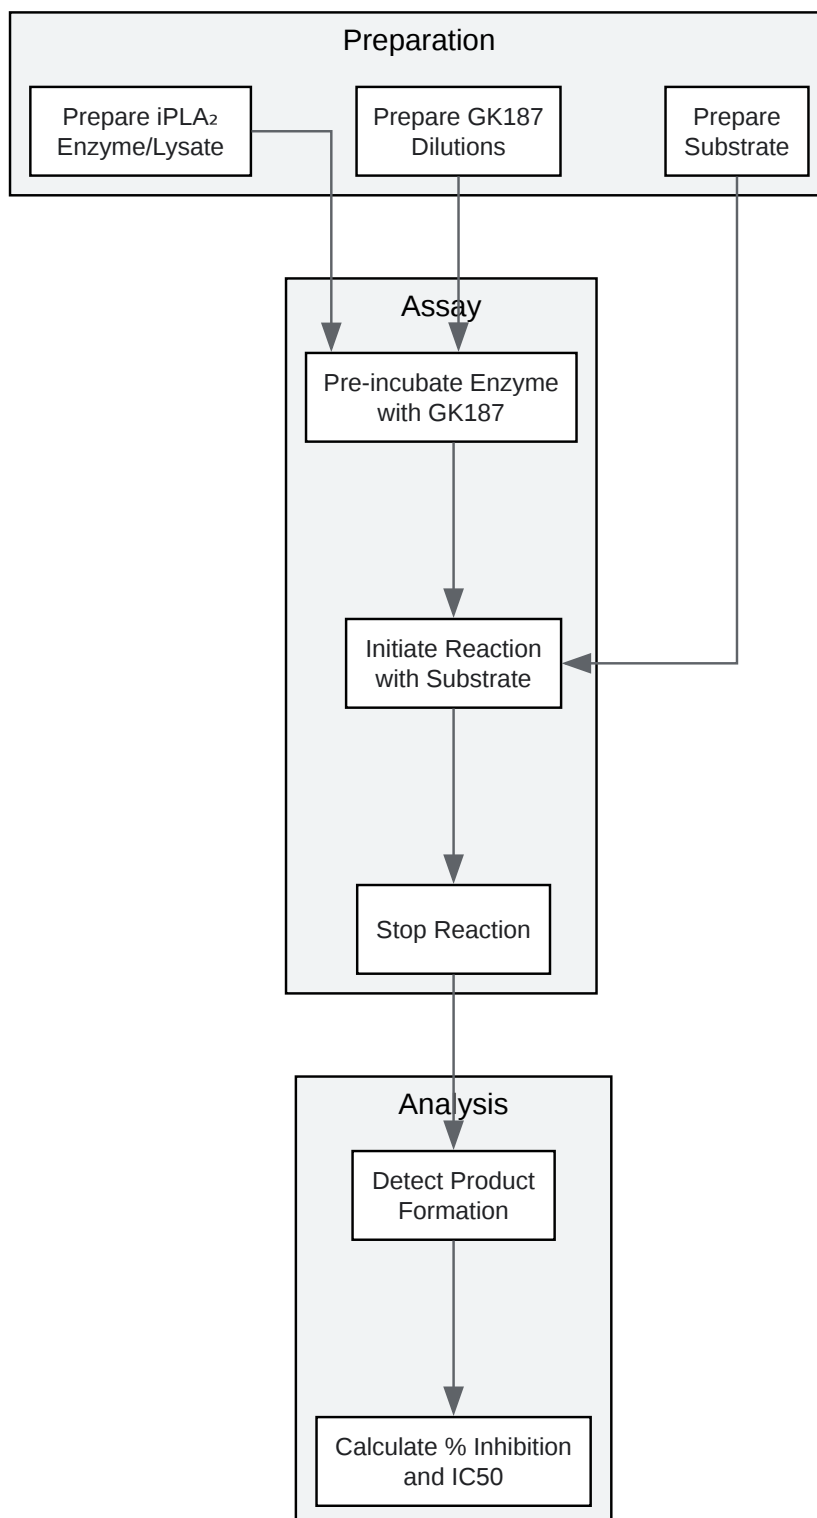 Preparation
Prepare iPLA₂
Enzyme/Lysate
Prepare GK187
Dilutions
Prepare
Substrate
Assay
Pre-incubate Enzyme
with GK187
Initiate Reaction
with Substrate
Stop Reaction
Analysis
Detect Product
Formation
Calculate % Inhibition
and IC50